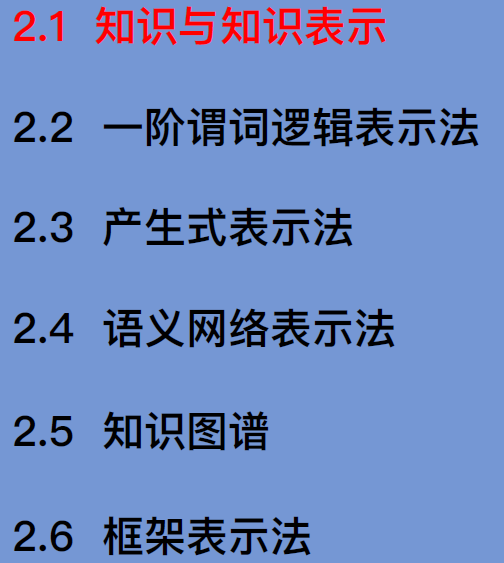 2.1 知识与知识表示
2.2 一阶谓词逻辑表示法
2.3 产生式表示法
2.4 语义网络表示法
2.5 知识图谱
2.6 框架表示法